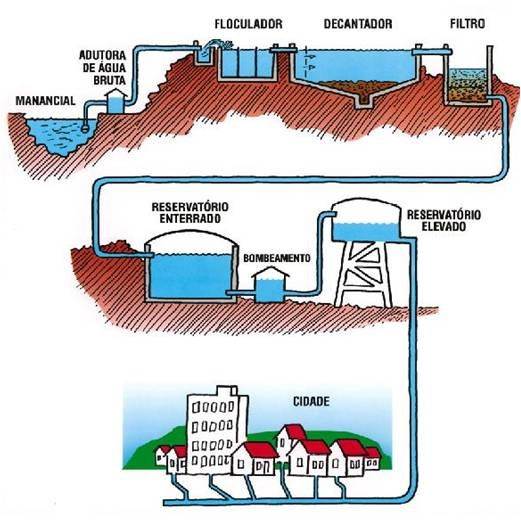 FLOCULADOR
DECANTADOR
FILTRO
ADUTORA
DE ÁGUA
BRUTA
MANANCIAL
RESERVATÓRIO
ENTERRADO
BOMBEAMENTO
RESERVATÓRIO
ELEVADO
CIDADE